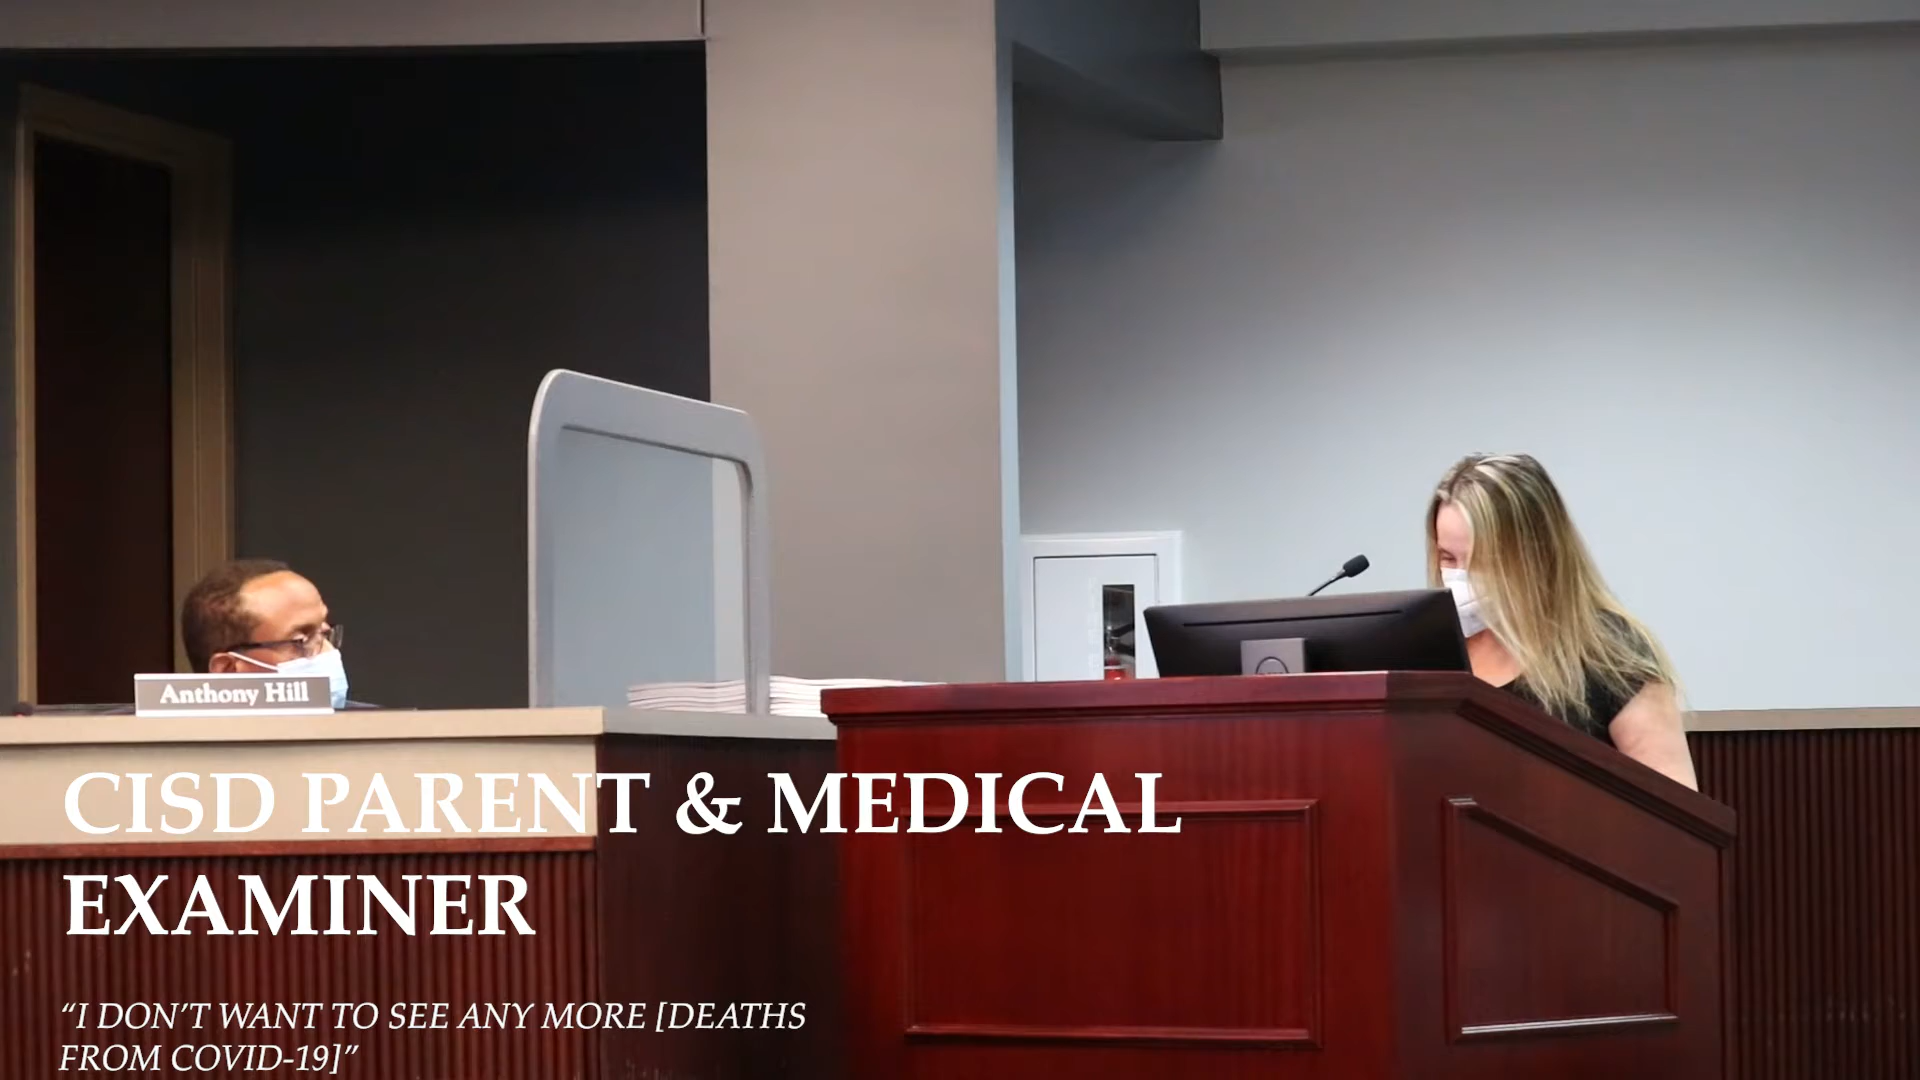 Anthony Hill
CISD PARENT & MEDICAL
EXAMINER
“I DON’T WANT TO SEE ANY MORE [DEATHS
FROM COVID-19]”